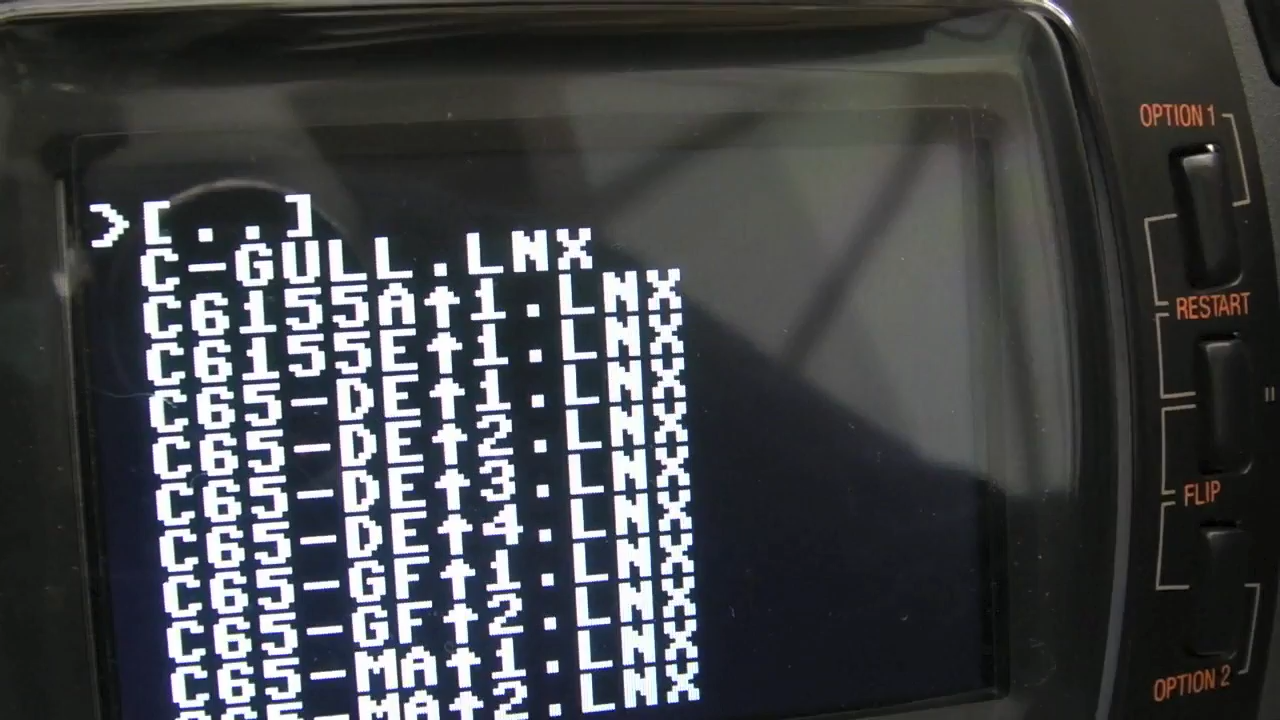 >[..]
C-GULL.LNX
C6155A↑1.LNX
C6155E↑1.LNX
C65-DE↑1.LNX
C65-DE↑2.LNX
C65-DE↑3.LNX
C65-DE↑4.LNX
C65-GF↑1.LNX
C65-GF↑2.LNX
C65-MA↑1.LNX
C65-MA↑2.LNX
OPTION 1
RESTART
FLIP
OPTION 2